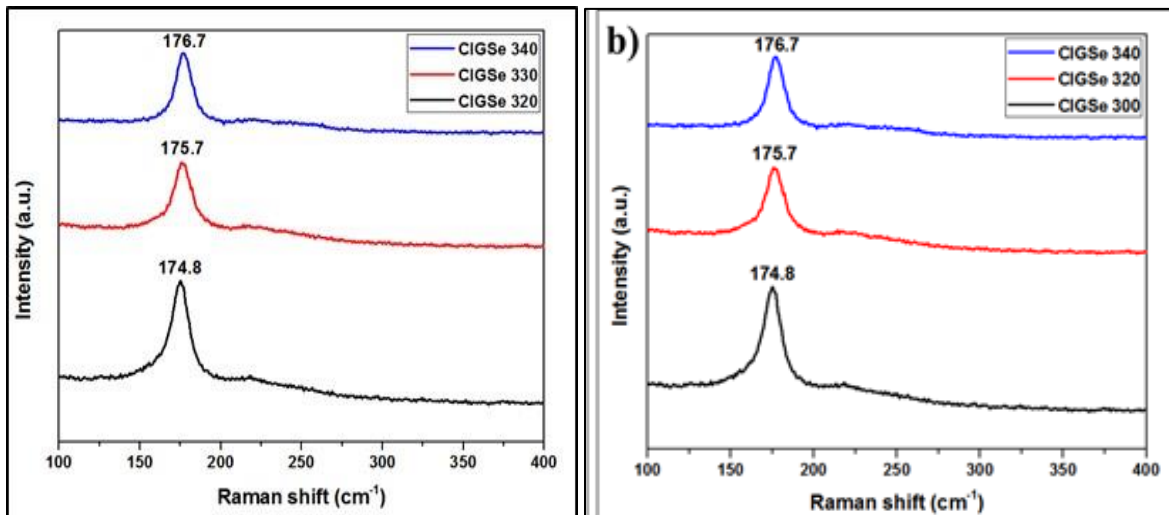 176.7
CIGSe 340
CIGSe 330
CIGSe 320
175.7
174.8
Intensity (a.u.)
100 150 200 250 300 350 400
Raman shift (cm⁻¹)
b)
176.7
CIGSe 340
CIGSe 320
CIGSe 300
175.7
174.8
Intensity (a.u.)
100 150 200 250 300 350 400
Raman shift (cm⁻¹)